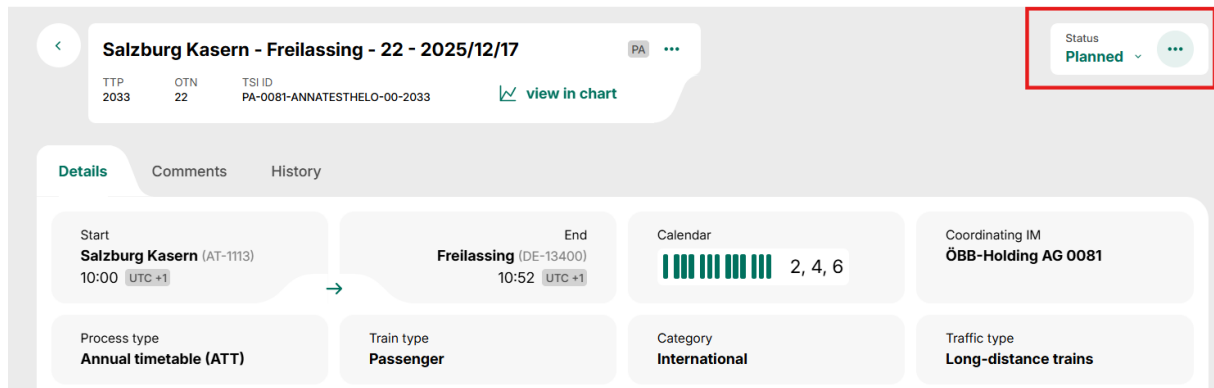 Salzburg Kasern - Freilassing - 22 - 2025/12/17
PA
Status
Planned
TTP
OTN
TSI ID
2033
22
PA-0081-ANNATESTHELO-00-2033
view in chart
Details
Comments
History
Start
Salzburg Kasern (AT-1113)
10:00 UTC +1
End
Freilassing (DE-13400)
10:52 UTC +1
Calendar
2, 4, 6
Coordinating IM
ÖBB-Holding AG 0081
Process type
Annual timetable (ATT)
Train type
Passenger
Category
International
Traffic type
Long-distance trains